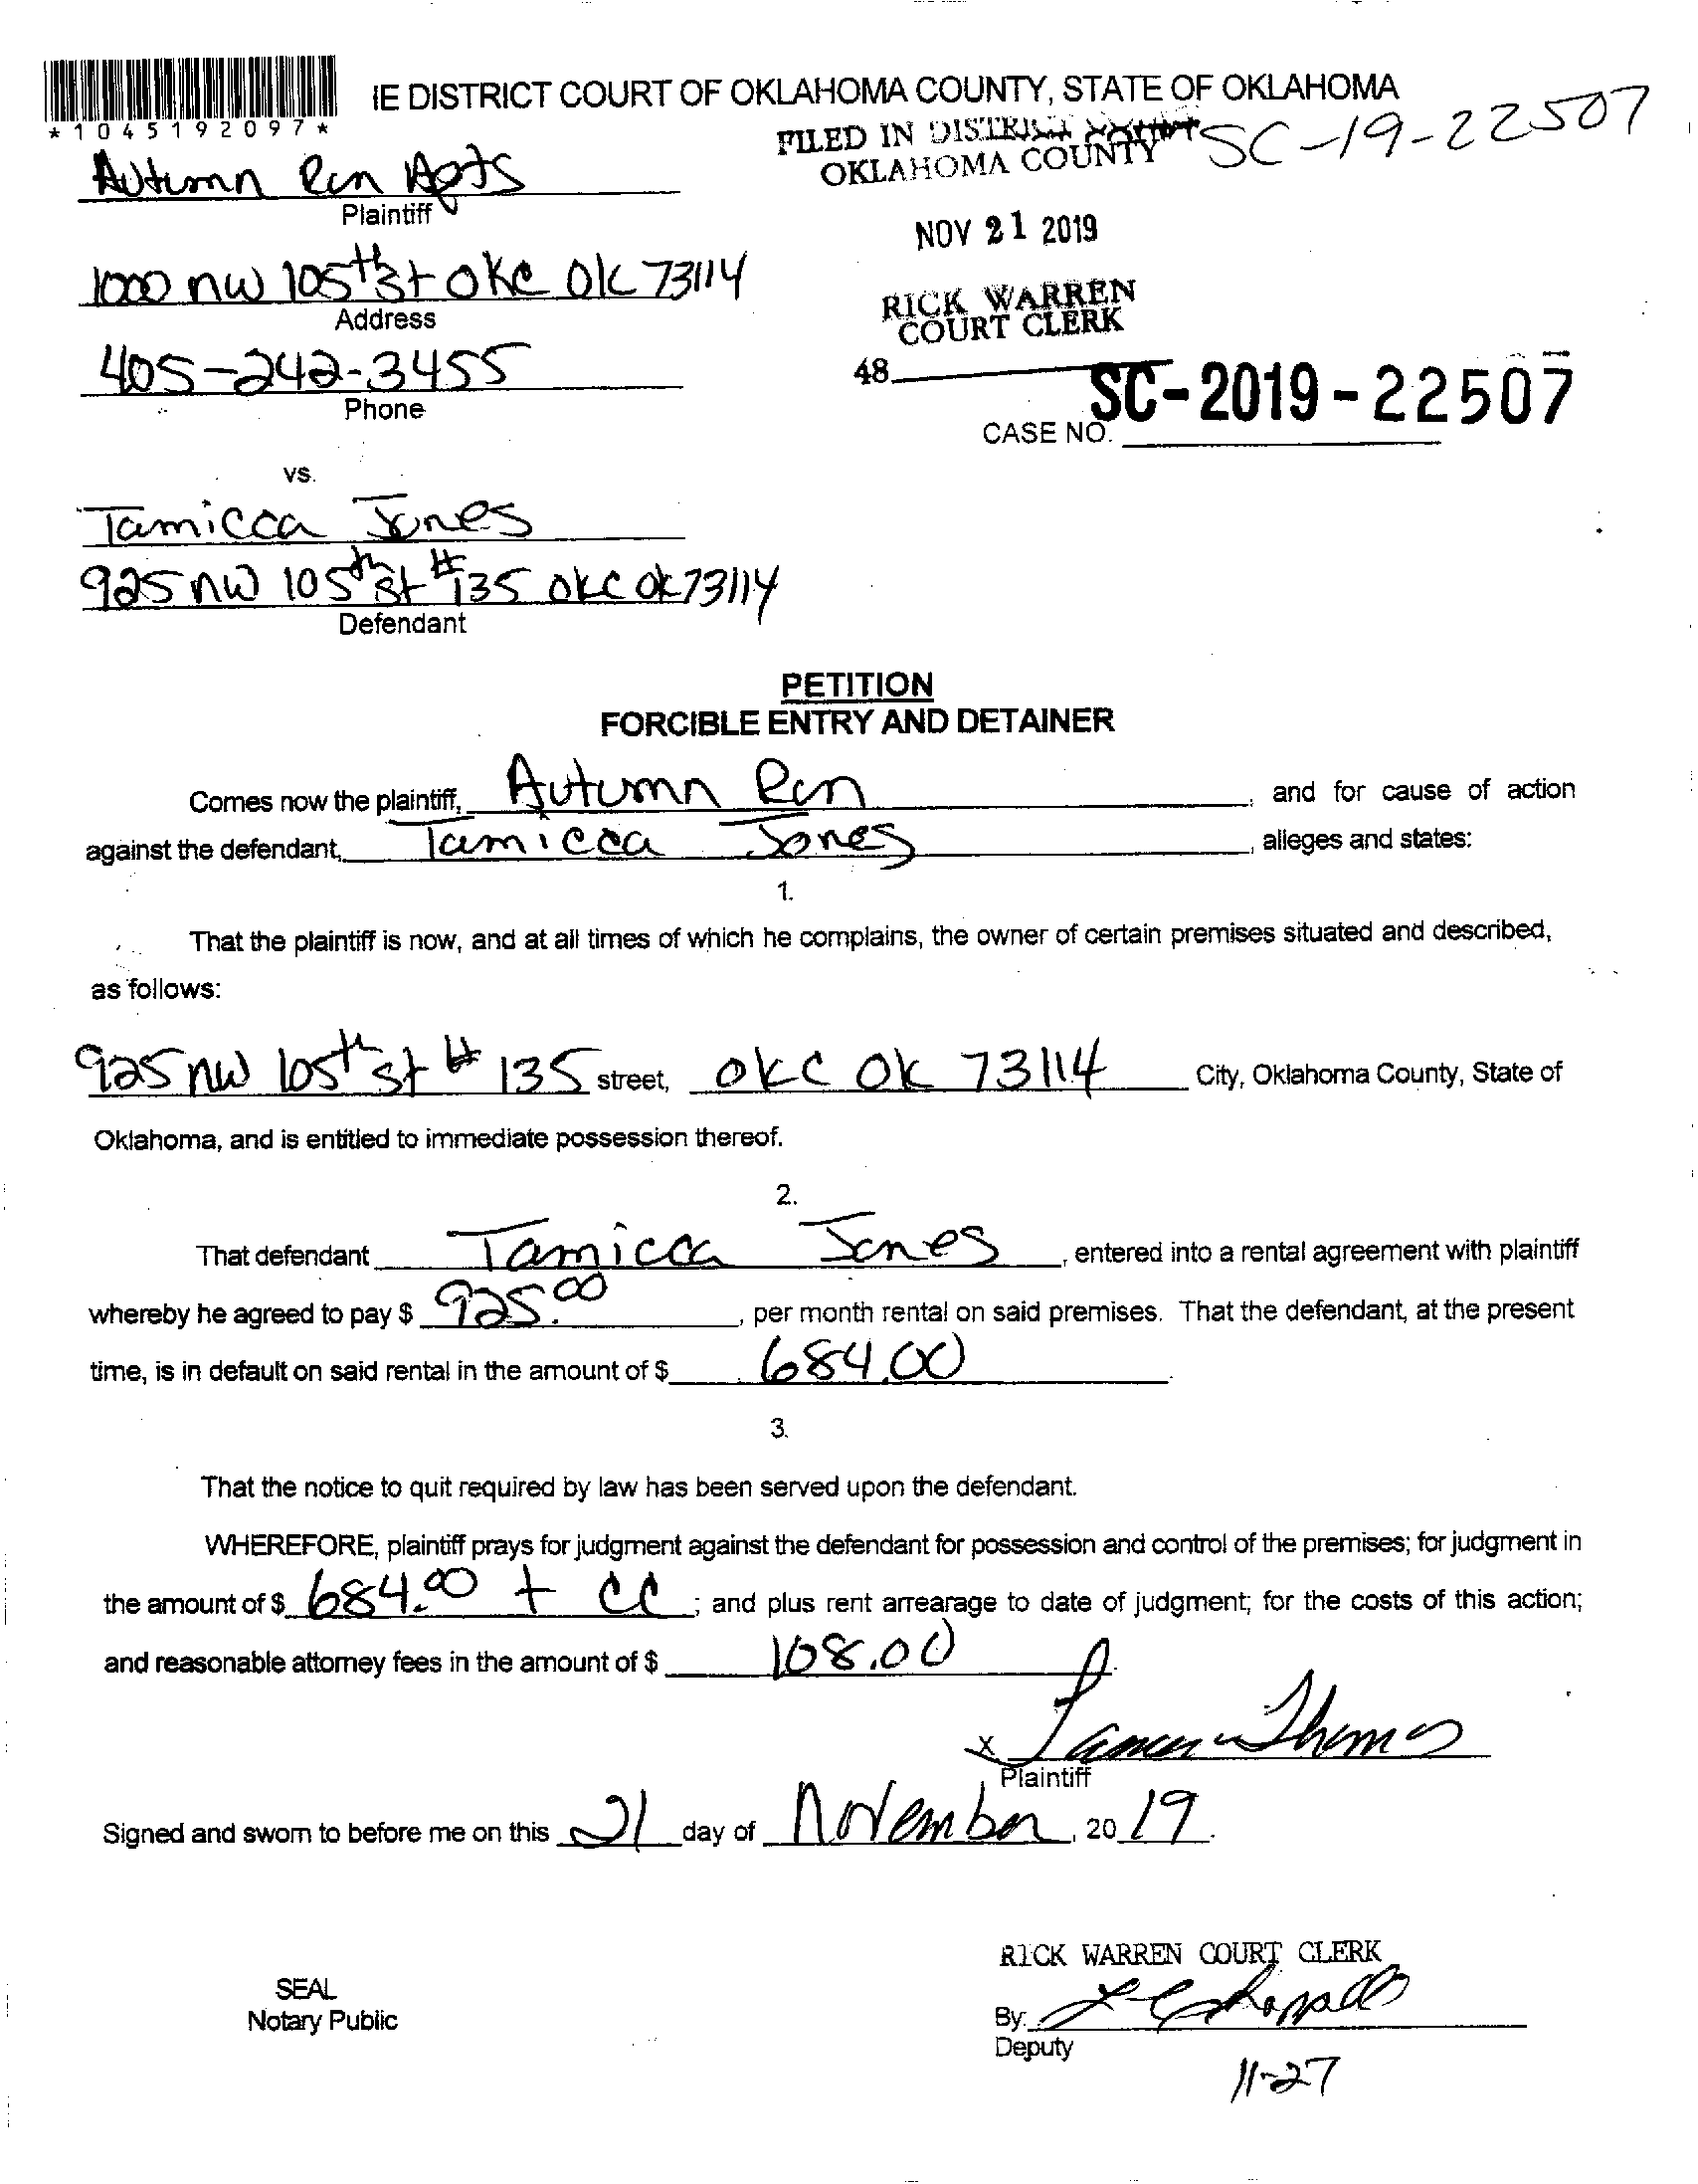 IE DISTRICT COURT OF OKLAHOMA COUNTY, STATE OF OKLAHOMA
*1045192097*
FILED IN DISTRICT COURT
OKLAHOMA COUNTY
SC-19-22507
Autumn Run Apts
Plaintiff
NOV 21 2019
1000 nw 105th st okc Ok 73114
Address
RICK WARREN
COURT CLERK
405-242-3455
Phone
48
SC-2019-22507
CASE NO.
vs.
Tamicca Jones
925 nw 105th st #135 okc ok 73114
Defendant
PETITION
FORCIBLE ENTRY AND DETAINER
Comes now the plaintiff, Autumn Run, and for cause of action
against the defendant, Tamicca Jones, alleges and states:
1.
That the plaintiff is now, and at all times of which he complains, the owner of certain premises situated and described,
as follows:
925 nw 105th st # 135 street, OKC OK 73114 City, Oklahoma County, State of
Oklahoma, and is entitled to immediate possession thereof.
2.
That defendant Tamicca Jones, entered into a rental agreement with plaintiff
whereby he agreed to pay $ 925.00, per month rental on said premises. That the defendant, at the present
time, is in default on said rental in the amount of $ 684.00
3.
That the notice to quit required by law has been served upon the defendant.
WHEREFORE, plaintiff prays for judgment against the defendant for possession and control of the premises; for judgment in
the amount of $ 684.00 + CC; and plus rent arrearage to date of judgment; for the costs of this action;
and reasonable attorney fees in the amount of $ 108.00
x
Plaintiff
Signed and sworn to before me on this 21 day of November, 20 19.
RICK WARREN COURT CLERK
SEAL
Notary Public
By:
Deputy
11-27